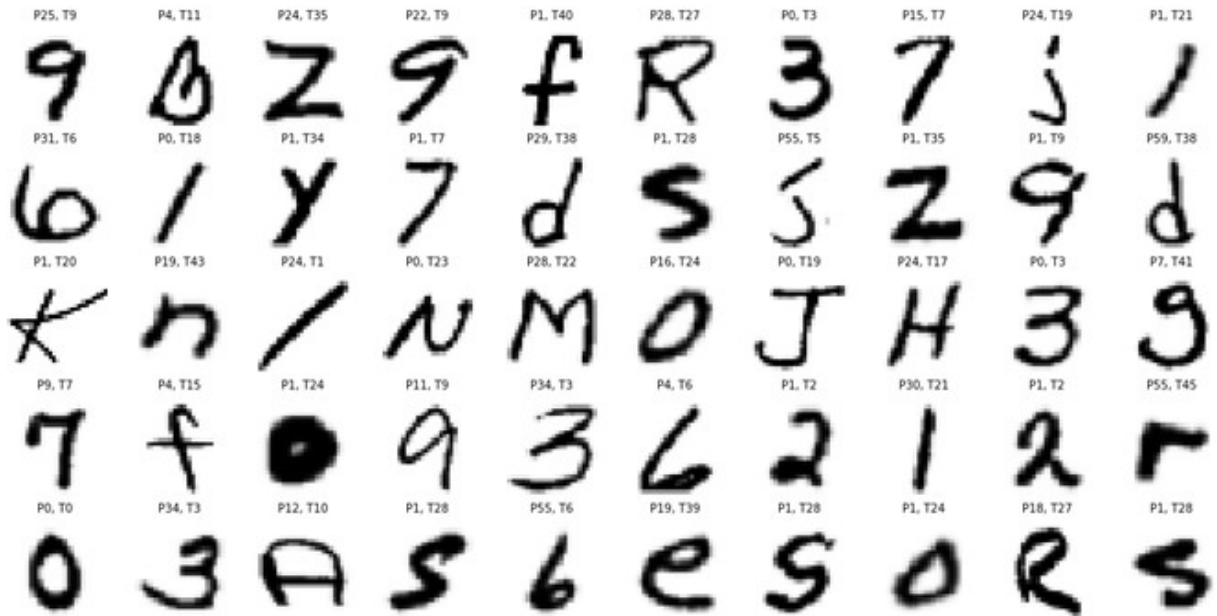 P25, T9 P4, T11 P24, T35 P22, T9 P1, T40 P28, T27 P0, T3 P15, T7 P24, T19 P1, T21
9 B Z 9 f R 3 7 j 1
P31, T6 P0, T18 P1, T34 P1, T7 P29, T38 P1, T28 P55, T5 P1, T35 P1, T9 P59, T38
6 / y 7 d S j Z 9 d
P1, T20 P19, T43 P24, T1 P0, T23 P28, T22 P16, T24 P0, T19 P24, T17 P0, T3 P7, T41
K n / N M O J H 3 g
P9, T7 P4, T15 P1, T24 P11, T9 P34, T3 P4, T6 P1, T2 P30, T21 P1, T2 P55, T45
7 f O 9 3 6 2 1 2 r
P0, T0 P34, T3 P12, T10 P1, T28 P55, T6 P19, T39 P1, T28 P1, T24 P18, T27 P1, T28
0 3 A S 6 e S O R S